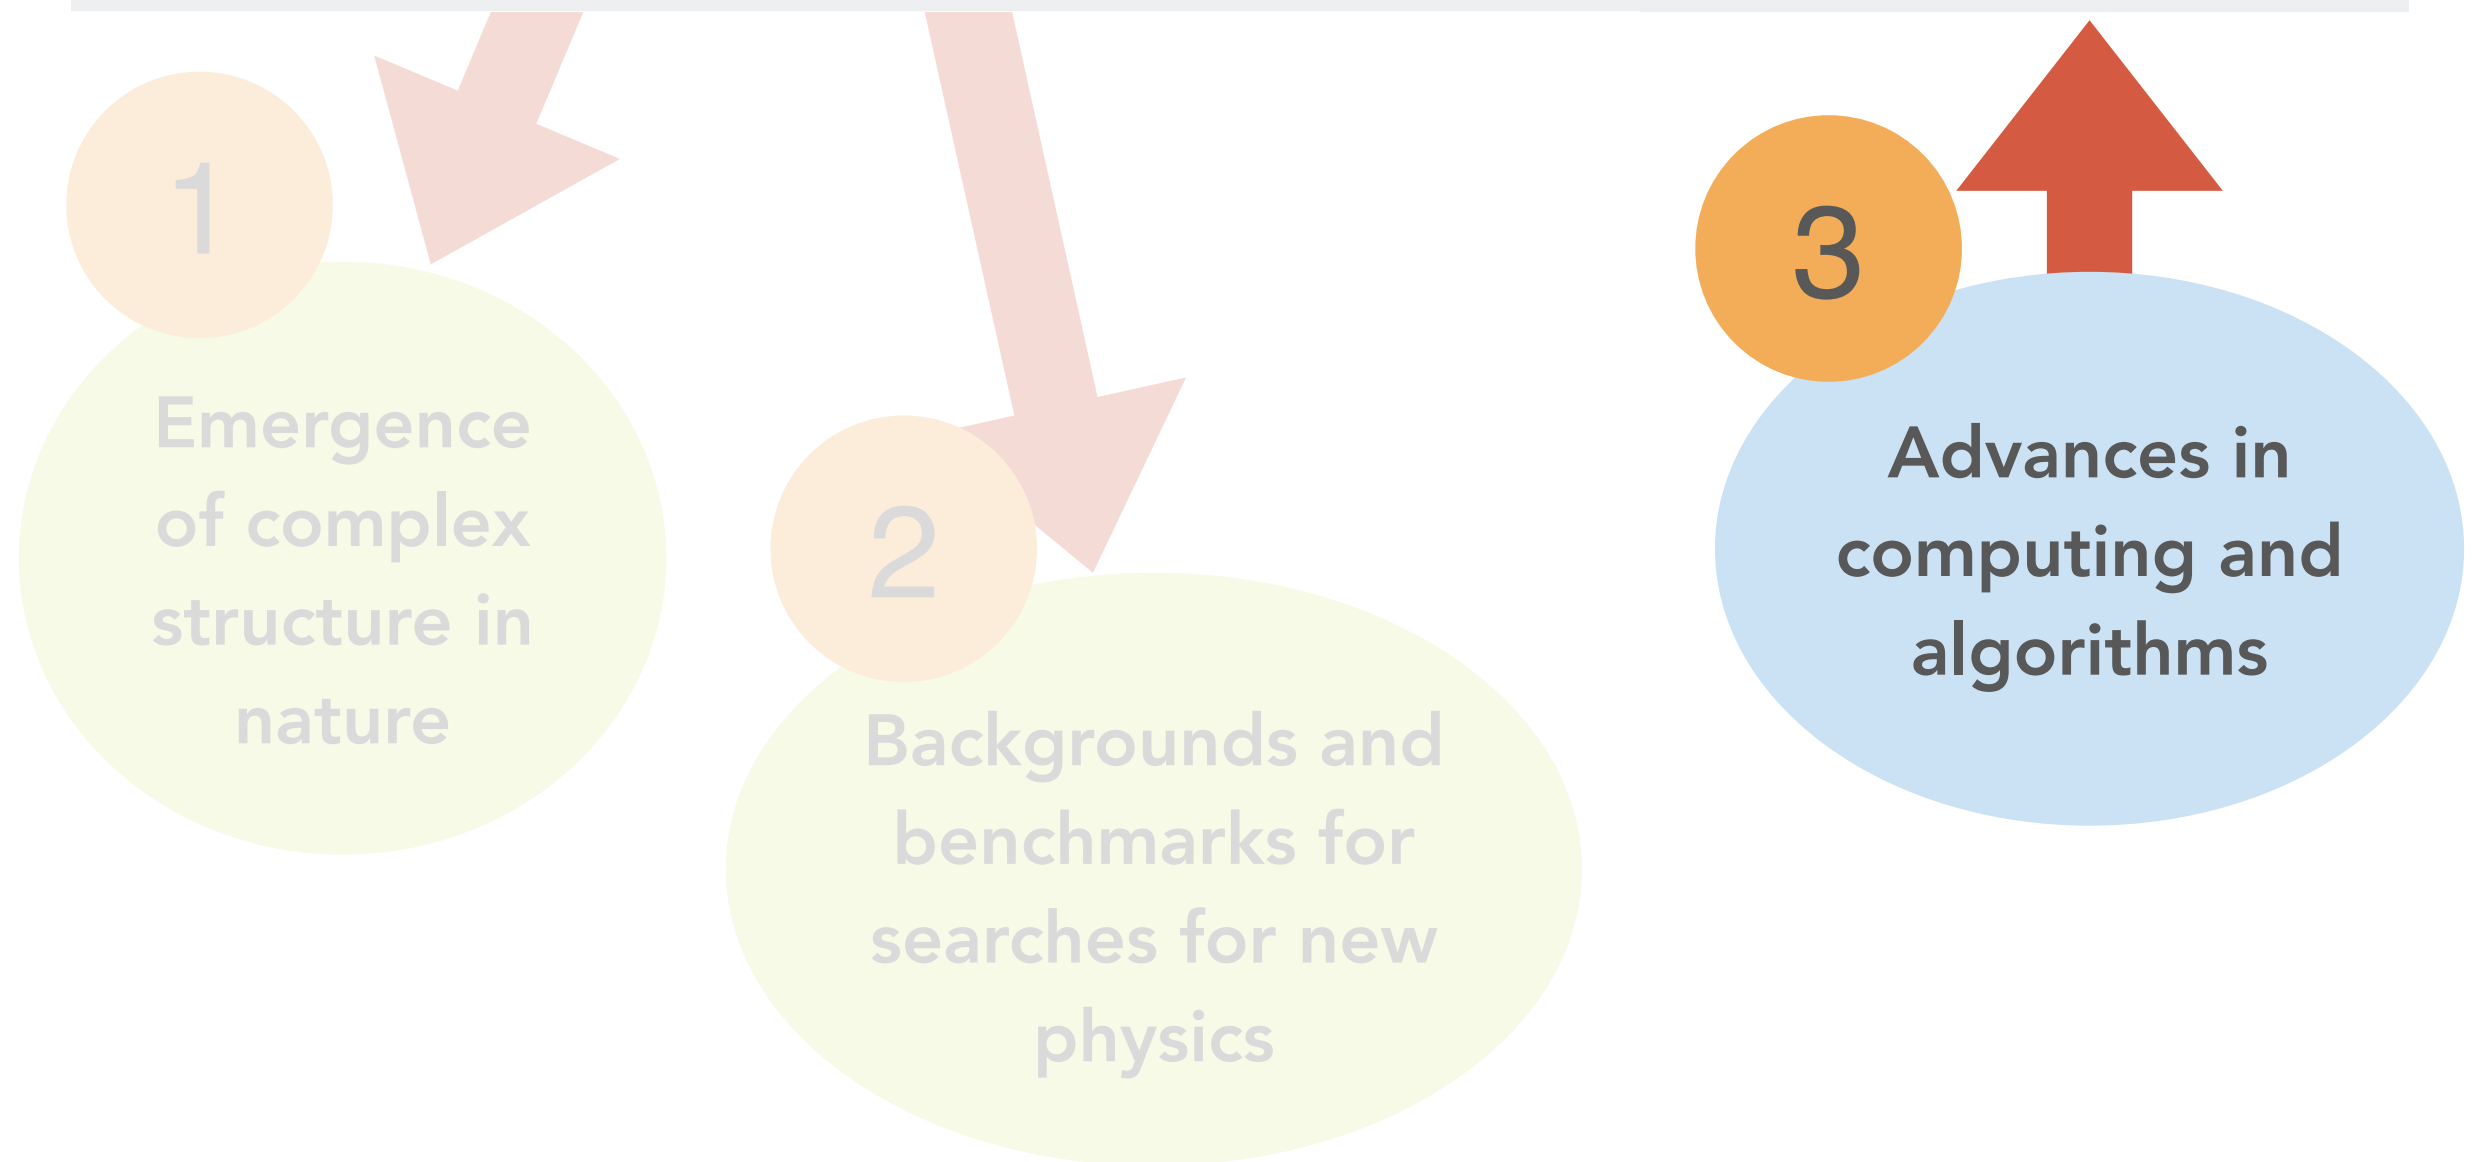 1
Emergence
of complex
structure in
nature
2
Backgrounds and
benchmarks for
searches for new
physics
3
Advances in
computing and
algorithms